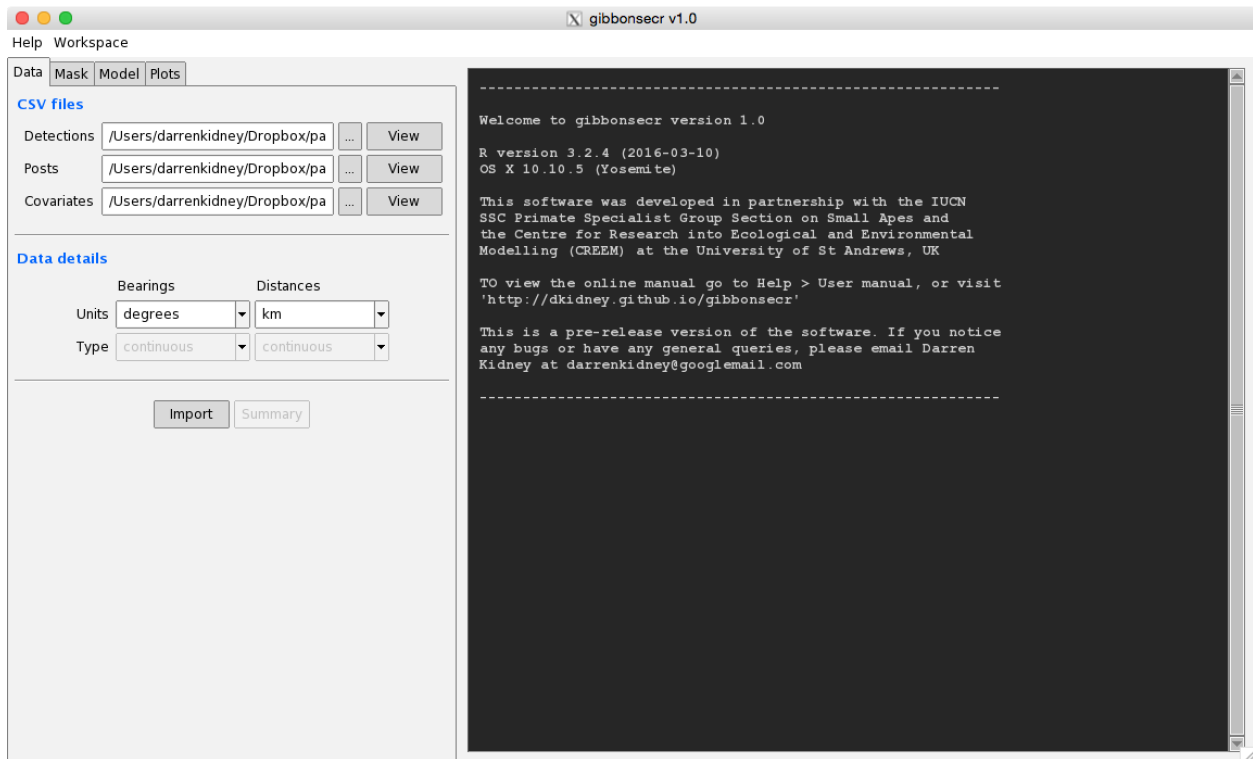 gibbonsecr v1.0
Help Workspace
Data Mask Model Plots
CSV files
Detections /Users/darrenkidney/Dropbox/pa ... View
Posts /Users/darrenkidney/Dropbox/pa ... View
Covariates /Users/darrenkidney/Dropbox/pa ... View
Data details
Bearings Distances
Units degrees km
Type continuous continuous
Import Summary
------------------------------------------------------------
Welcome to gibbonsecr version 1.0
R version 3.2.4 (2016-03-10)
OS X 10.10.5 (Yosemite)
This software was developed in partnership with the IUCN
SSC Primate Specialist Group Section on Small Apes and
the Centre for Research into Ecological and Environmental
Modelling (CREEM) at the University of St Andrews, UK
TO view the online manual go to Help > User manual, or visit
'http://dkidney.github.io/gibbonsecr'
This is a pre-release version of the software. If you notice
any bugs or have any general queries, please email Darren
Kidney at darrenkidney@googlemail.com
------------------------------------------------------------